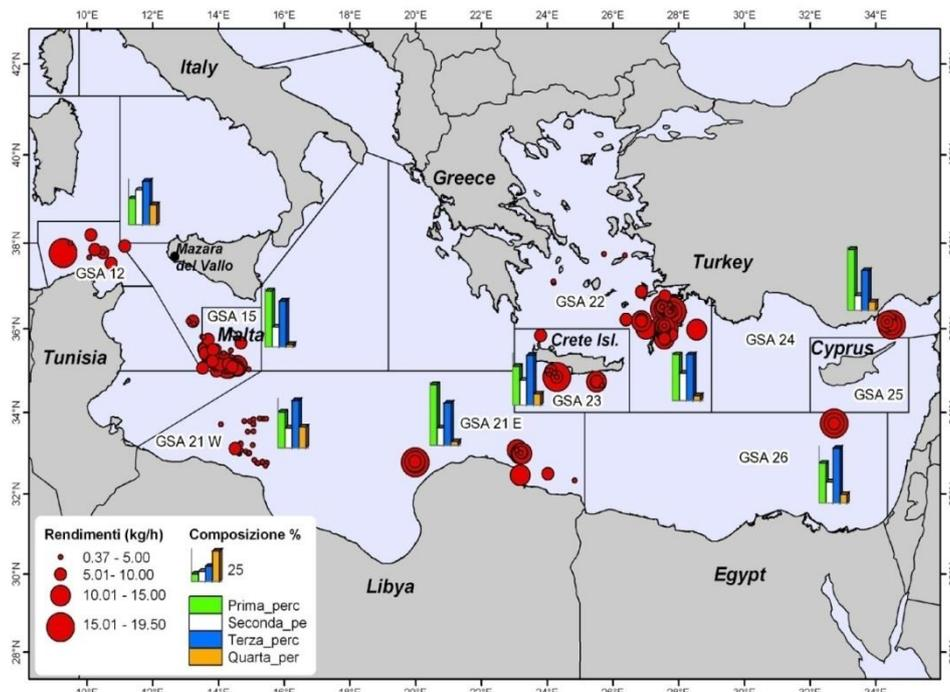 10°E 12°E 14°E 16°E 18°E 20°E 22°E 24°E 26°E 28°E 30°E 32°E 34°E
42°N
Italy
40°N
Greece
38°N
Mazara
del Vallo
GSA 12
Turkey
GSA 22
36°N
GSA 15
Malta
Crete Isl.
GSA 24
Cyprus
Tunisia
GSA 23
GSA 25
34°N
GSA 21 W
GSA 21 E
GSA 26
32°N
Rendimenti (kg/h)
0.37 - 5.00
5.01- 10.00
10.01 - 15.00
15.01 - 19.50
Composizione %
25
Prima_perc
Seconda_pe
Terza_perc
Quarta_per
30°N
Libya
Egypt
28°N